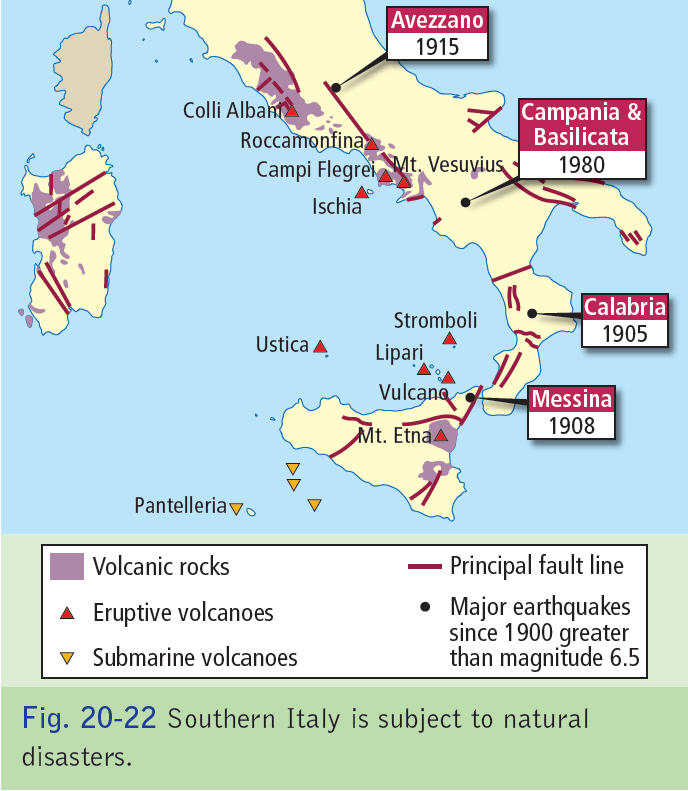 Avezzano
1915
Campania &
Basilicata
1980
Colli Albani
Roccamonfina
Campi Flegrei
Mt. Vesuvius
Ischia
Calabria
1905
Stromboli
Ustica
Lipari
Vulcano
Messina
1908
Mt. Etna
Pantelleria
Volcanic rocks
Eruptive volcanoes
Submarine volcanoes
Principal fault line
Major earthquakes
since 1900 greater
than magnitude 6.5
Fig. 20-22 Southern Italy is subject to natural
disasters.